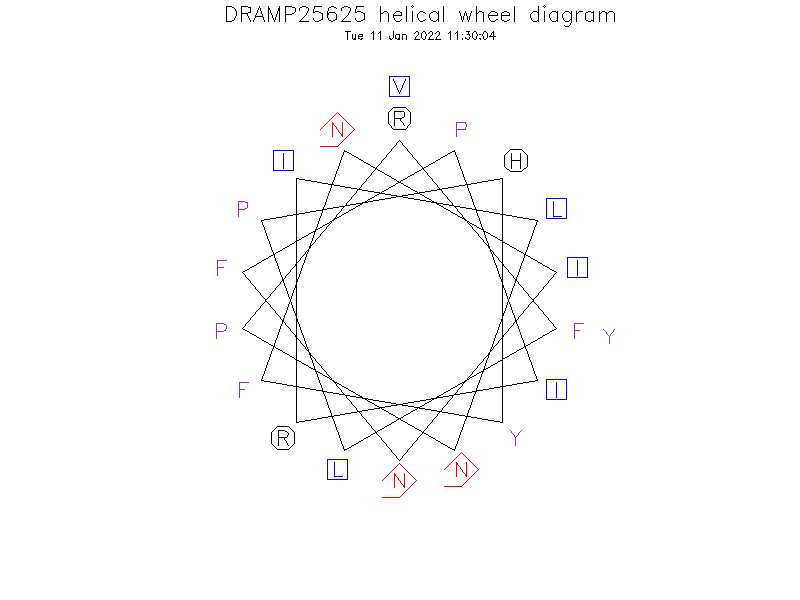 DRAMP25625 helical wheel diagram
Tue 11 Jan 2022 11:30:04
V
N R P
I H
P L
F I
P F Y
F I
R Y
L N N